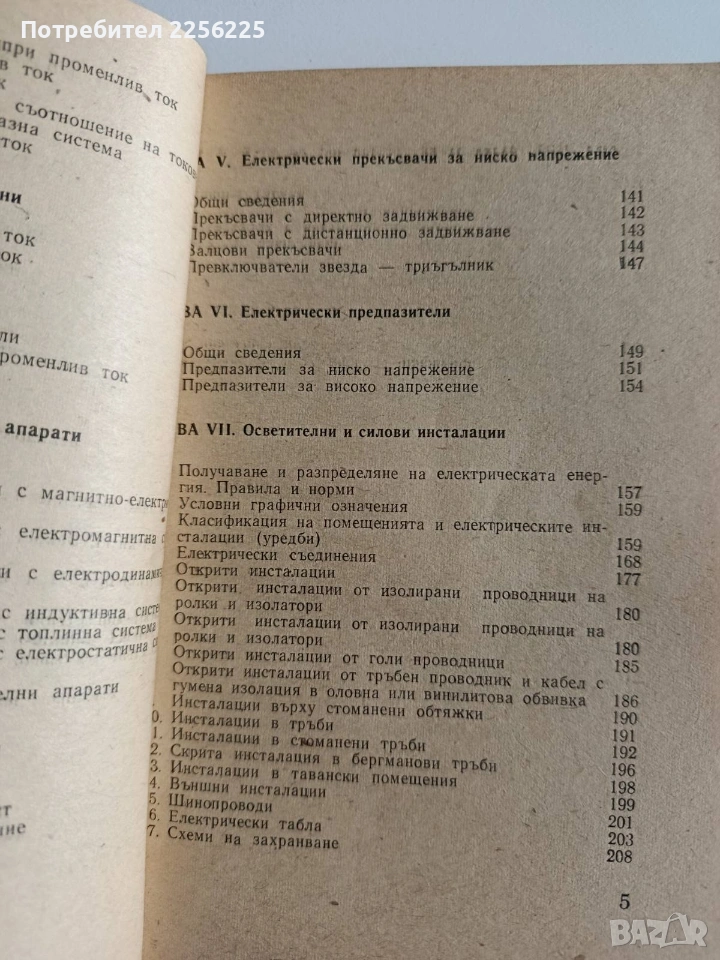 Потребител 2256225
при променлив ток
в ток
к
съотношение на токов
азна система
ток
ни
ток
ок
ли
роменлив ток
апарати
и с магнитно-електр
с електромагнитна с
и с електродинами
с индуктивна систе
с топлинна система
с електростатична с
елни апарати
ет
ние
ВА V. Електрически прекъсвачи за ниско напрежение
Общи сведения 141
Прекъсвачи с директно задвижване 142
Прекъсвачи с дистанционно задвижване 143
Валцови прекъсвачи 144
Превключватели звезда — триъгълник 147
ВА VI. Електрически предпазители
Общи сведения 149
Предпазители за ниско напрежение 151
Предпазители за високо напрежение 154
ВА VII. Осветителни и силови инсталации
Получаване и разпределяне на електрическата енер-
гия. Правила и норми 157
Условни графични означения 159
Класификация на помещенията и електрическите ин-
сталации (уредби) 159
Електрически съединения 168
Открити инсталации 177
Открити инсталации от изолирани проводници на
ролки и изолатори 180
Открити инсталации от изолирани проводници на
ролки и изолатори 180
Открити инсталации от голи проводници 185
Открити инсталации от тръбен проводник и кабел с
гумена изолация в оловна или винилитова обвивка 186
Инсталации върху стоманени обтяжки 190
0. Инсталации в тръби 191
1. Инсталации в стоманени тръби 192
2. Скрита инсталация в бергманови тръби 196
3. Инсталации в тавански помещения 198
4. Външни инсталации 199
5. Шинопроводи 201
6. Електрически табла 203
7. Схеми на захранване 208
5
BAZAR